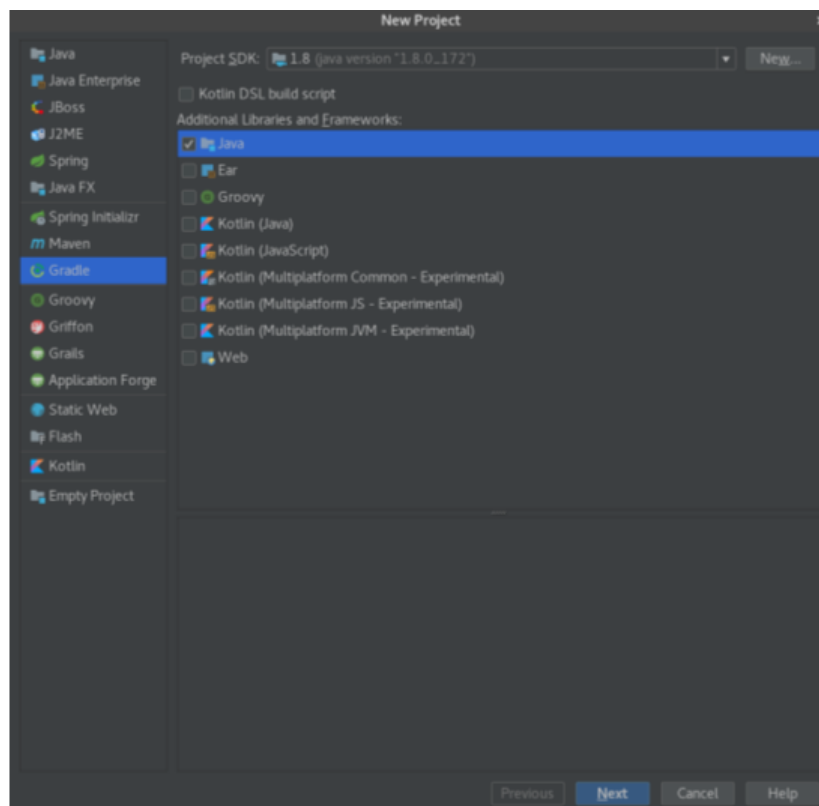 New Project
Java
Java Enterprise
JBoss
J2ME
Spring
Java FX
Spring Initializr
Maven
Gradle
Groovy
Griffon
Grails
Application Forge
Static Web
Flash
Kotlin
Empty Project
Project SDK: 1.8 (java version "1.8.0_172") New...
Kotlin DSL build script
Additional Libraries and Frameworks:
Java
Ear
Groovy
Kotlin (Java)
Kotlin (JavaScript)
Kotlin (Multiplatform Common - Experimental)
Kotlin (Multiplatform JS - Experimental)
Kotlin (Multiplatform JVM - Experimental)
Web
Previous Next Cancel Help